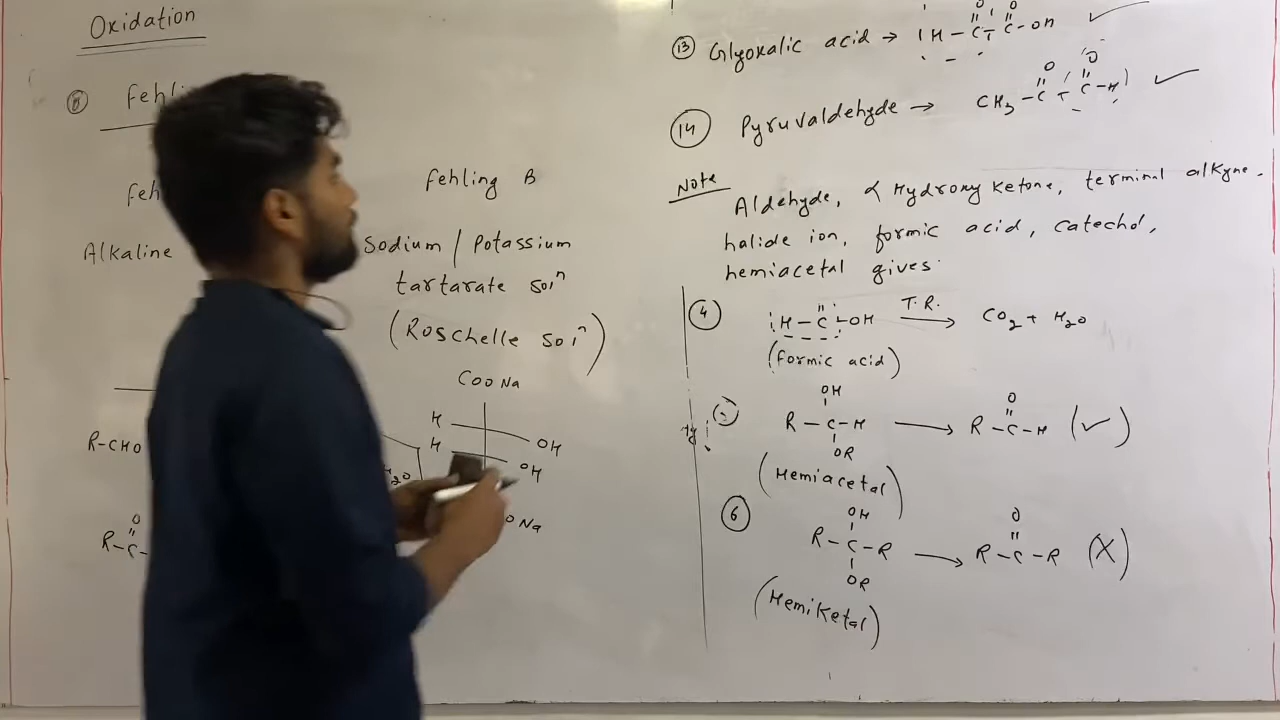 Oxidation
⑧ Fehli
Feh
Fehling B
Alkaline
Sodium / Potassium
tartarate solⁿ
(Roschelle solⁿ)
COONa
H
OH
H
OH
ONa
R-CHO
H₂O
O
R-C-
⑬ Glyoxalic acid → H-C-C-OH
O O
⑭ Pyruvaldehyde → CH₃-C-C-H
O O
Note
Aldehyde, α Hydroxy Ketone, terminal alkyne.
halide ion, formic acid, catechol,
hemiacetal gives
④ H-C-OH T.R. → CO₂ + H₂O
(formic acid)
OH
R-C-H → R-C-H (✓)
O
OR
(Hemiacetal)
⑥
OH
R-C-R → R-C-R (X)
O
OR
(Hemiketal)